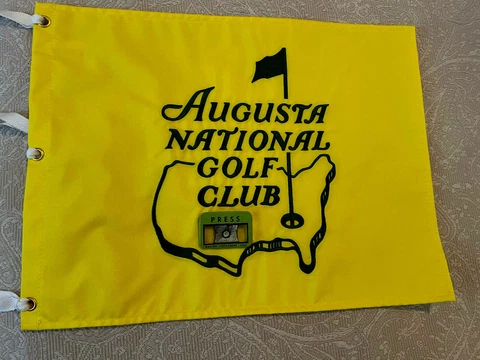 AUGUSTA
NATIONAL
GOLF
CLUB
PRESS